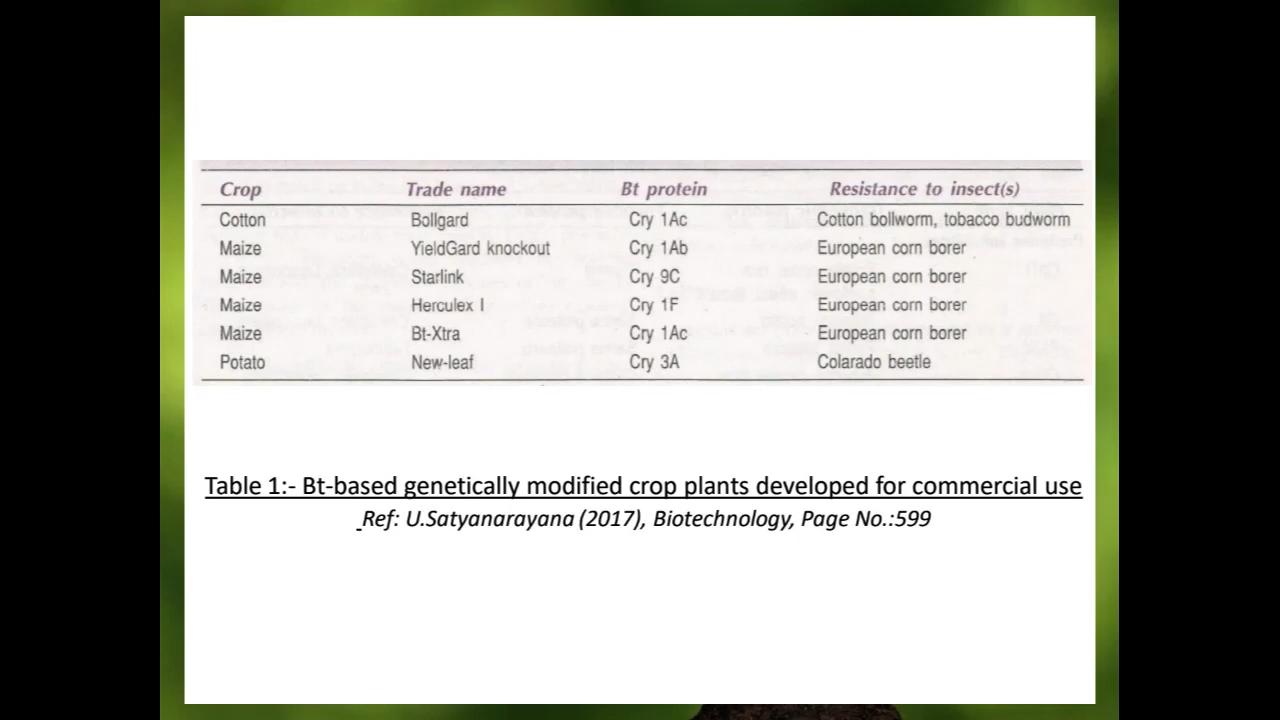 Crop Trade name Bt protein Resistance to insect(s)
Cotton Bollgard Cry 1Ac Cotton bollworm, tobacco budworm
Maize YieldGard knockout Cry 1Ab European corn borer
Maize Starlink Cry 9C European corn borer
Maize Herculex I Cry 1F European corn borer
Maize Bt-Xtra Cry 1Ac European corn borer
Potato New-leaf Cry 3A Colarado beetle
Table 1:- Bt-based genetically modified crop plants developed for commercial use
Ref: U.Satyanarayana (2017), Biotechnology, Page No.:599